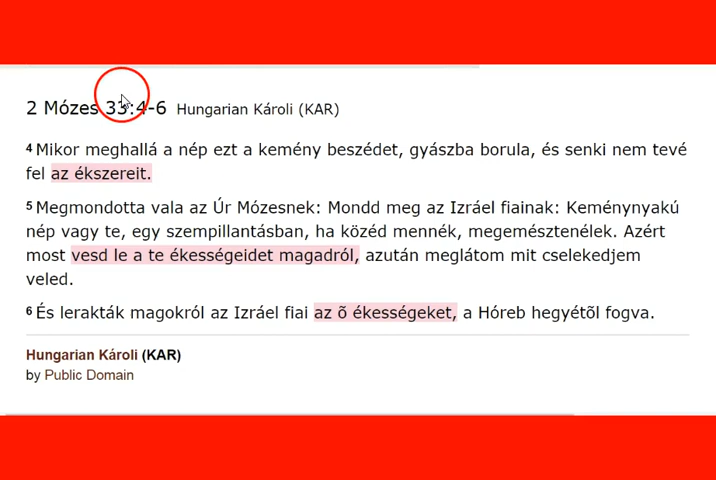 2 Mózes 33:4-6 Hungarian Károli (KAR)
4 Mikor meghallá a nép ezt a kemény beszédet, gyászba borula, és senki nem tevé
fel az ékszereit.
5 Megmondotta vala az Úr Mózesnek: Mondd meg az Izráel fiainak: Keménynyakú
nép vagy te, egy szempillantásban, ha közéd mennék, megemésztenélek. Azért
most vesd le a te ékességeidet magadról, azután meglátom mit cselekedjem
veled.
6 És lerakták magokról az Izráel fiai az õ ékességeket, a Hóreb hegyétõl fogva.
Hungarian Károli (KAR)
by Public Domain